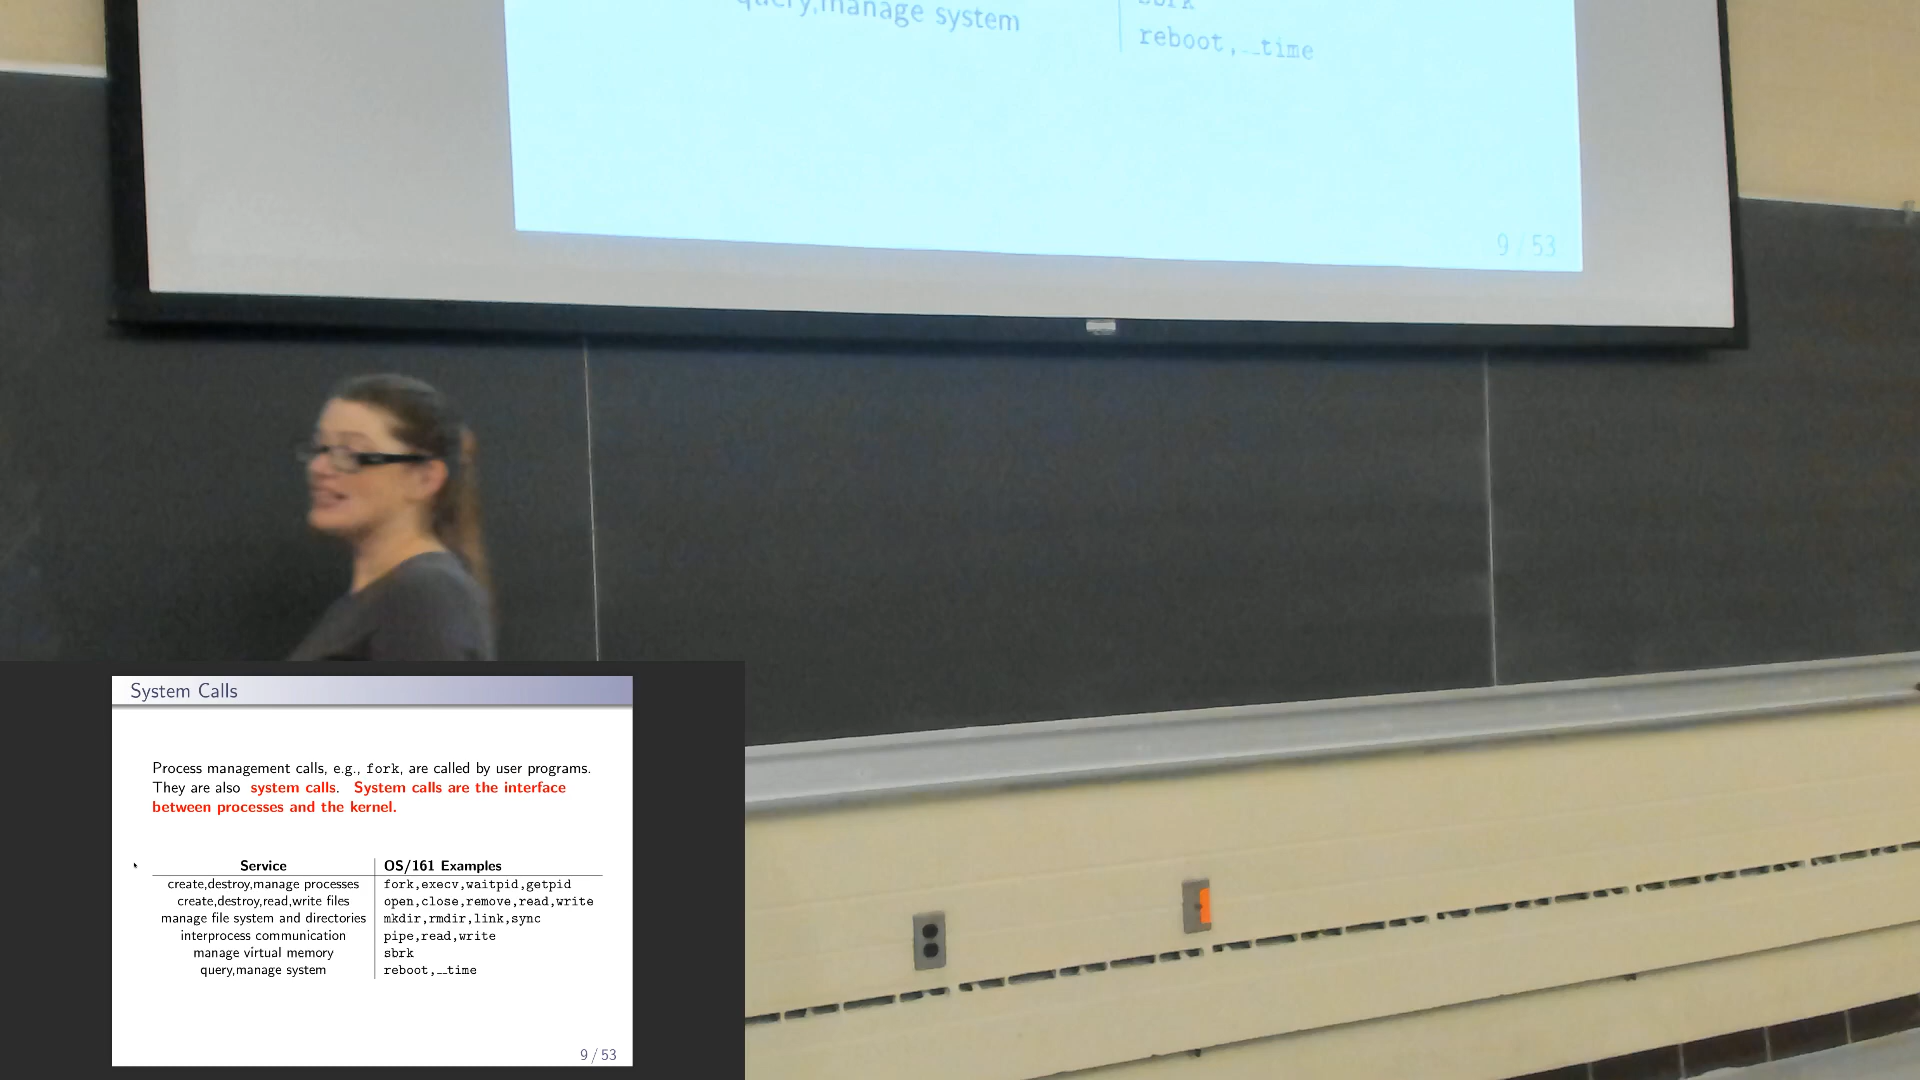 query,manage system
sbrk
reboot,__time
9 / 53
System Calls
Process management calls, e.g., fork, are called by user programs.
They are also system calls. System calls are the interface
between processes and the kernel.
Service OS/161 Examples
create,destroy,manage processes fork,execv,waitpid,getpid
create,destroy,read,write files open,close,remove,read,write
manage file system and directories mkdir,rmdir,link,sync
interprocess communication pipe,read,write
manage virtual memory sbrk
query,manage system reboot,__time
9 / 53